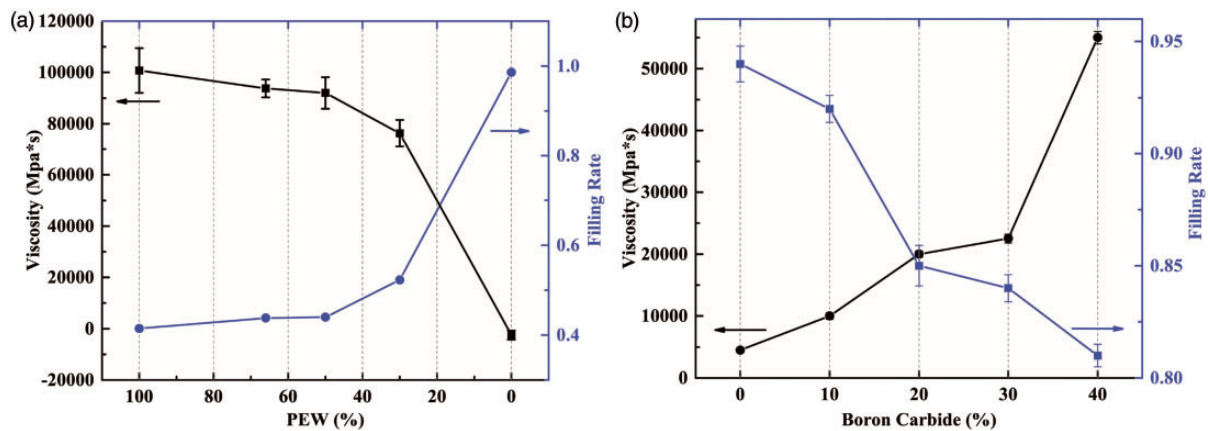 (a)
120000
100000
80000
60000
40000
20000
0
-20000
Viscosity (Mpa*s)
100 80 60 40 20 0
PEW (%)
1.0
0.8
0.6
0.4
Filling Rate
(b)
50000
40000
30000
20000
10000
0
Viscosity (Mpa*s)
0 10 20 30 40
Boron Carbide (%)
0.95
0.90
0.85
0.80
Filling Rate